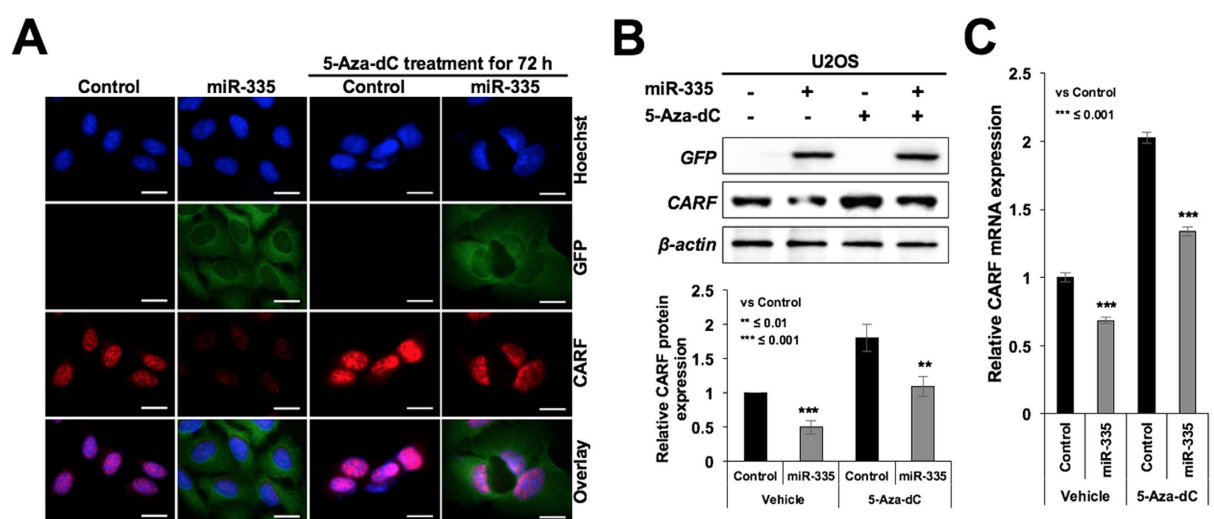 A
5-Aza-dC treatment for 72 h
Control miR-335 Control miR-335
Hoechst
GFP
CARF
Overlay
B
U2OS
miR-335 - + - +
5-Aza-dC - - + +
GFP
CARF
β-actin
Relative CARF protein
expression
2.5
2
1.5
1
0.5
0
vs Control
** ≤ 0.01
*** ≤ 0.001
***
**
Control miR-335 Control miR-335
Vehicle 5-Aza-dC
C
Relative CARF mRNA expression
2.5
2
1.5
1
0.5
0
vs Control
*** ≤ 0.001
***
***
Control miR-335 Control miR-335
Vehicle 5-Aza-dC